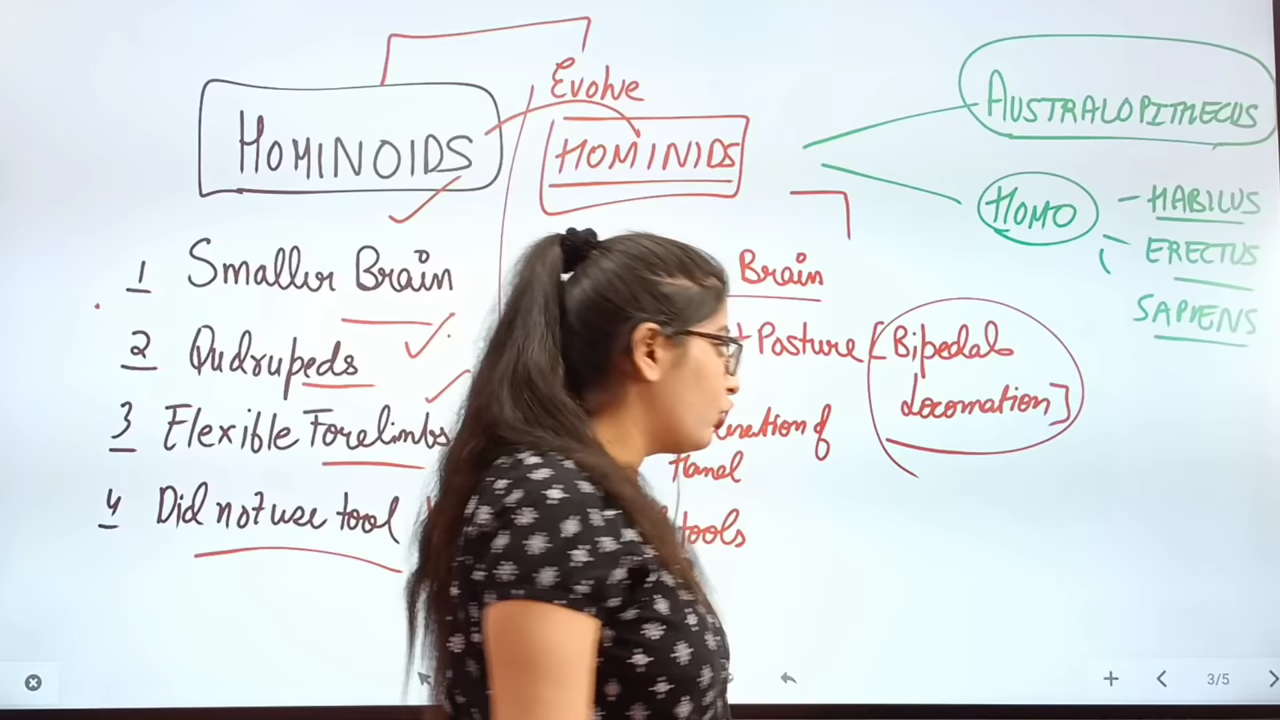 Evolve
HOMINOIDS
HOMINIDS
AUSTRALOPITHECUS
HOMO
- HABILUS
- ERECTUS
SAPIENS
1 Smaller Brain
2 Qudrupeds
3 Flexible Forelimbs
4 Did not use tool
Brain
Posture [Bipedal
Locomation]
of
tools
3/5